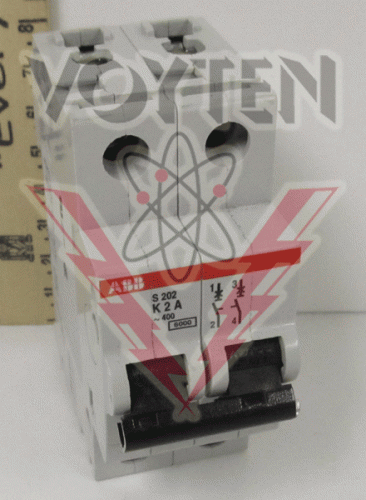 VOYTEN
ABB
S 202
K 2 A
~ 400
6000
1 3
2 4